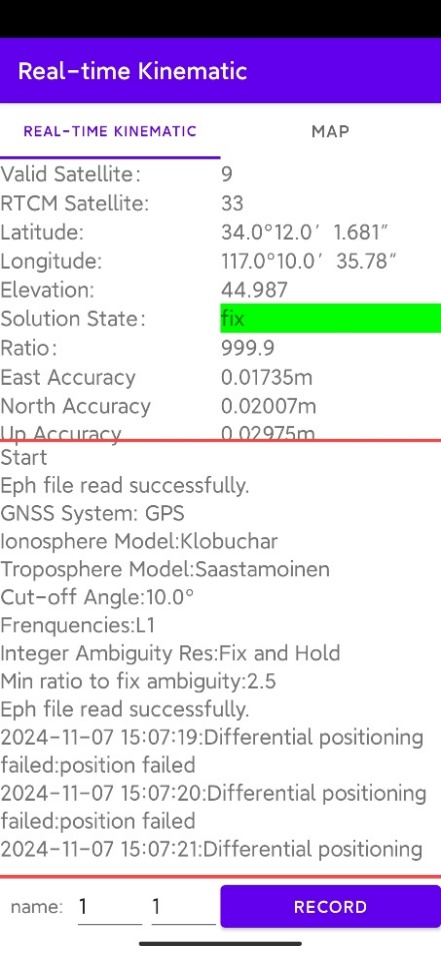 Real-time Kinematic
REAL-TIME KINEMATIC MAP
Valid Satellite: 9
RTCM Satellite: 33
Latitude: 34.0°12.0′ 1.681″
Longitude: 117.0°10.0′ 35.78″
Elevation: 44.987
Solution State: fix
Ratio: 999.9
East Accuracy 0.01735m
North Accuracy 0.02007m
Up Accuracy 0.02975m
Start
Eph file read successfully.
GNSS System: GPS
Ionosphere Model:Klobuchar
Troposphere Model:Saastamoinen
Cut-off Angle:10.0°
Frenquencies:L1
Integer Ambiguity Res:Fix and Hold
Min ratio to fix ambiguity:2.5
Eph file read successfully.
2024-11-07 15:07:19:Differential positioning
failed:position failed
2024-11-07 15:07:20:Differential positioning
failed:position failed
2024-11-07 15:07:21:Differential positioning
name: 1 1 RECORD